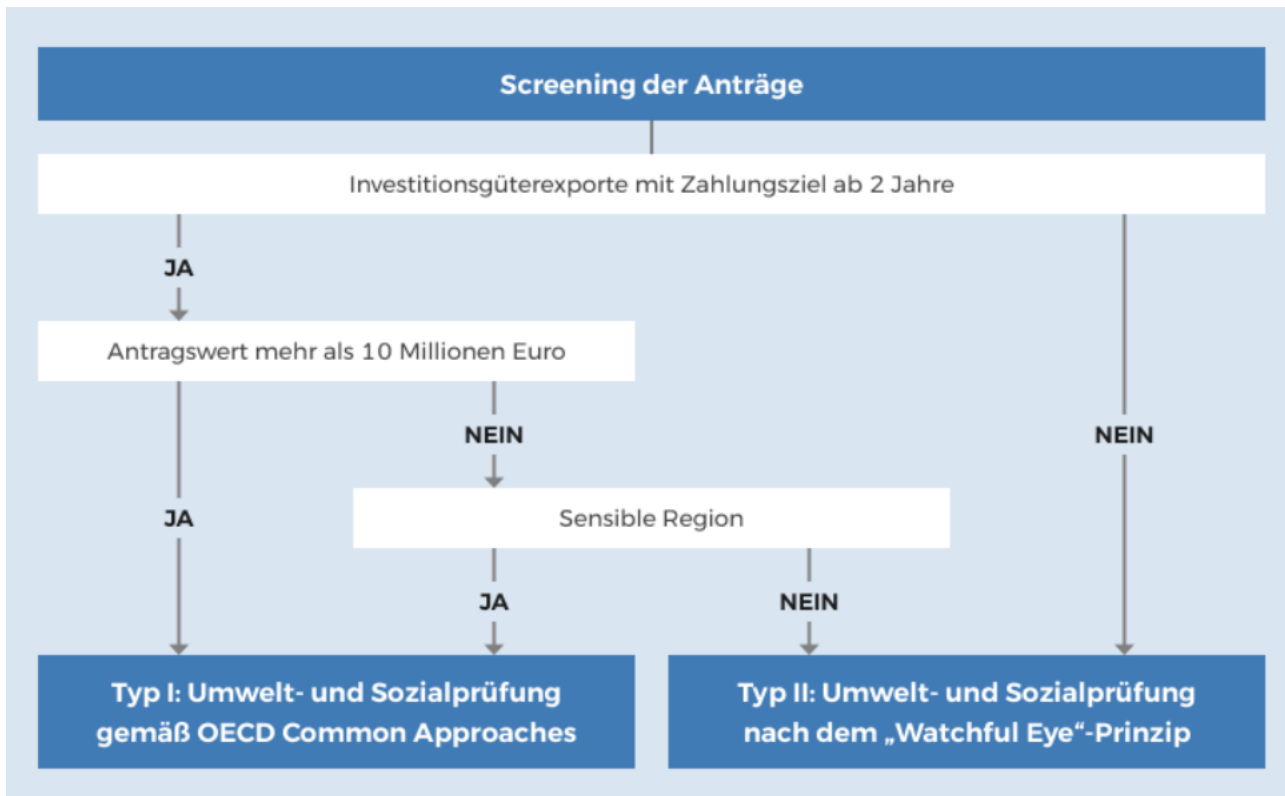 Screening der Anträge
Investitionsgüterexporte mit Zahlungsziel ab 2 Jahre
JA
Antragswert mehr als 10 Millionen Euro
NEIN
NEIN
Sensible Region
JA
JA
NEIN
Typ I: Umwelt- und Sozialprüfung
gemäß OECD Common Approaches
Typ II: Umwelt- und Sozialprüfung
nach dem „Watchful Eye“-Prinzip